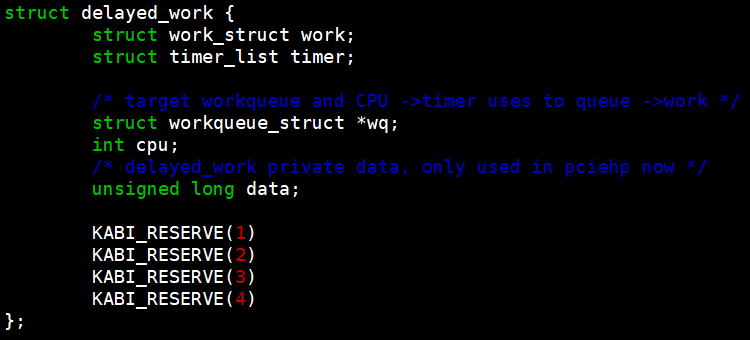 struct delayed_work {
struct work_struct work;
struct timer_list timer;
/* target workqueue and CPU ->timer uses to queue ->work */
struct workqueue_struct *wq;
int cpu;
/* delayed_work private data, only used in pciehp now */
unsigned long data;
KABI_RESERVE(1)
KABI_RESERVE(2)
KABI_RESERVE(3)
KABI_RESERVE(4)
};